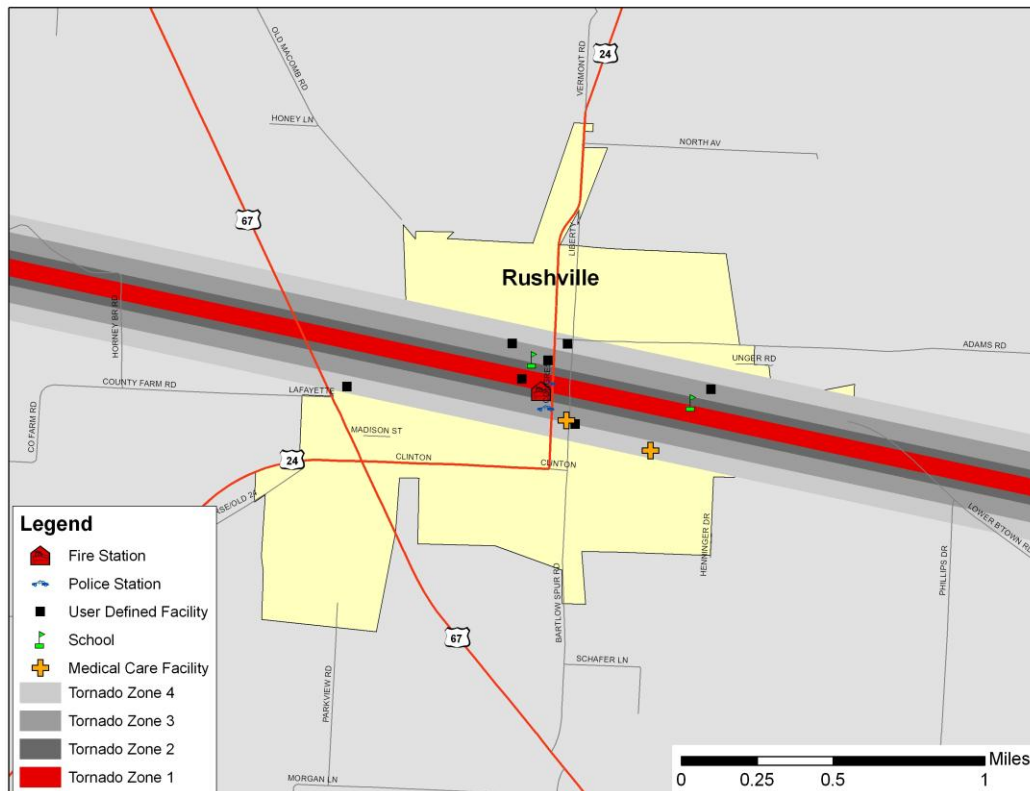 OLD MACOMB RD
HONEY LN
VERMONT RD
24
NORTH AV
67
LIBERTY
Rushville
HORNEY BR RD
ADAMS RD
UNGER RD
COUNTY FARM RD
LAFAYETTE
CO FARM RD
MADISON ST
24
CLINTON
CLINTON
RSE/OLD 24
HENNINGER DR
LOWER BTOWN RD
PHILLIPS DR
BARTLOW SPUR RD
67
SCHAFER LN
PARKVIEW RD
MORGAN LN
Legend
Fire Station
Police Station
User Defined Facility
School
Medical Care Facility
Tornado Zone 4
Tornado Zone 3
Tornado Zone 2
Tornado Zone 1
Miles
0 0.25 0.5 1